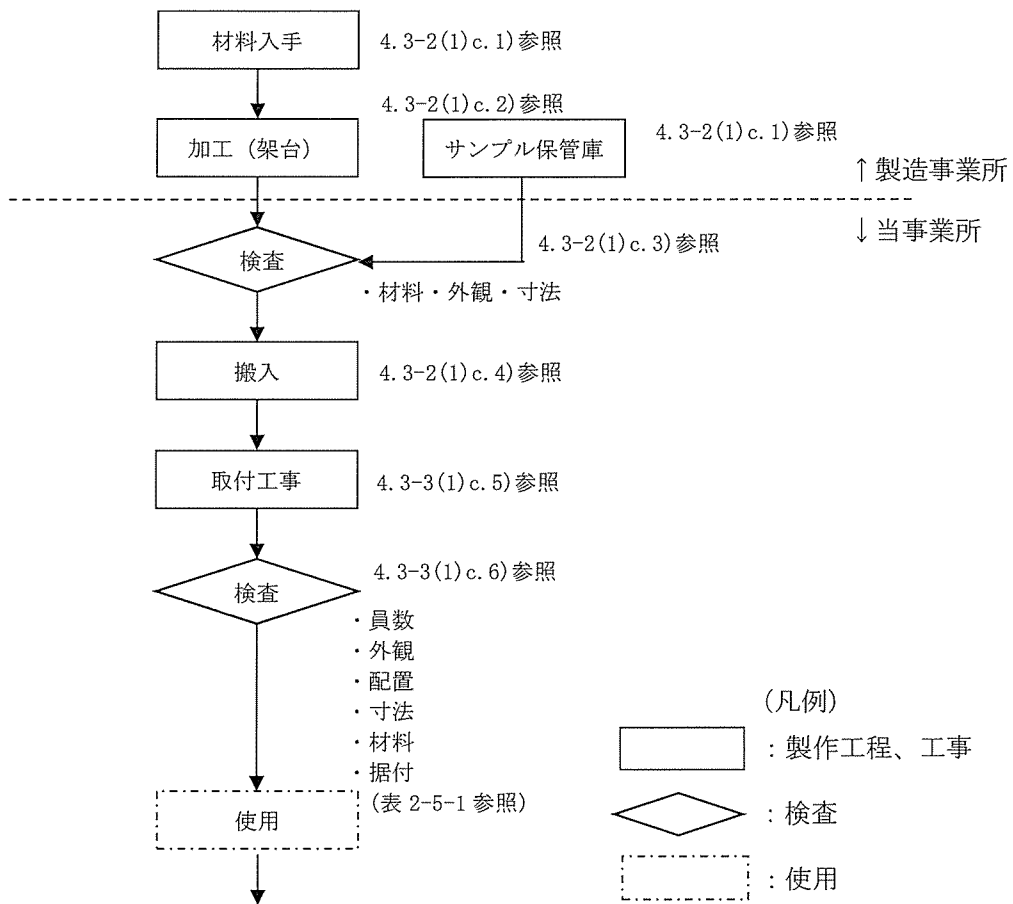 材料入手
4.3-2(1)c.1)参照
4.3-2(1)c.2)参照
加工（架台）
サンプル保管庫
4.3-2(1)c.1)参照
↑製造事業所
↓当事業所
検査
4.3-2(1)c.3)参照
・材料・外観・寸法
搬入
4.3-2(1)c.4)参照
取付工事
4.3-3(1)c.5)参照
検査
4.3-3(1)c.6)参照
・員数
・外観
・配置
・寸法
・材料
・据付
(表 2-5-1 参照)
使用
(凡例)
：製作工程、工事
：検査
：使用